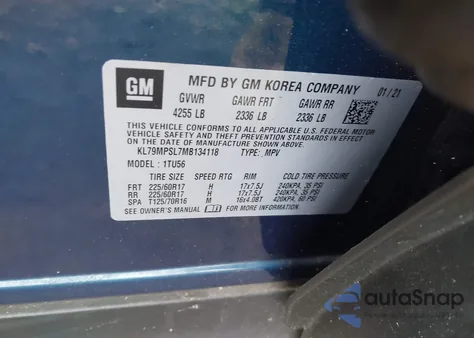 GM
MFD BY GM KOREA COMPANY 01/21
GVWR GAWR FRT GAWR RR
4255 LB 2336 LB 2336 LB
THIS VEHICLE CONFORMS TO ALL APPLICABLE U.S. FEDERAL MOTOR
VEHICLE SAFETY, BUMPER, AND THEFT PREVENTION STANDARDS IN
EFFECT ON THE DATE OF MANUFACTURE SHOWN ABOVE.
KL79MPSL7MB134118 TYPE: MPV
MODEL: 1TU56
TIRE SIZE SPEED RTG RIM COLD TIRE PRESSURE
FRT 225/60R17 H 17x7.5J 240KPA, 35 PSI
RR 225/60R17 H 17x7.5J 240KPA, 35 PSI
SPA T125/70R16 M 16x4.0BT 420KPA, 60 PSI
SEE OWNER'S MANUAL FOR MORE INFORMATION
autoSnap